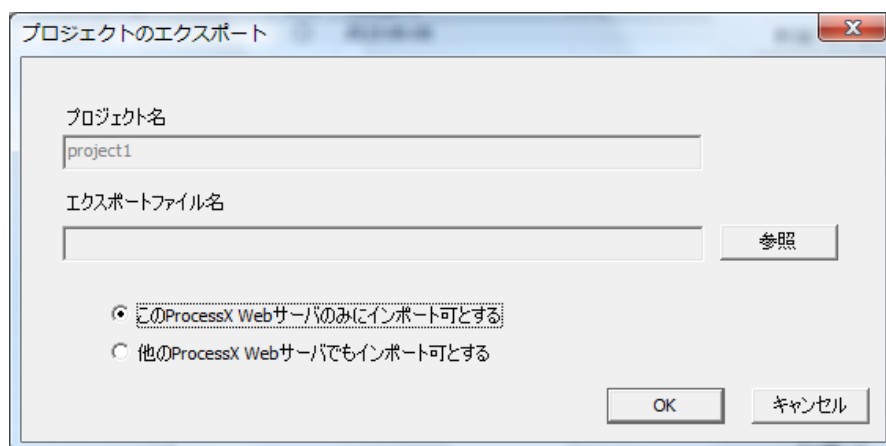 プロジェクトのエクスポート
プロジェクト名
project1
エクスポートファイル名
参照
このProcessX Webサーバのみにインポート可とする
他のProcessX Webサーバでもインポート可とする
OK
キャンセル